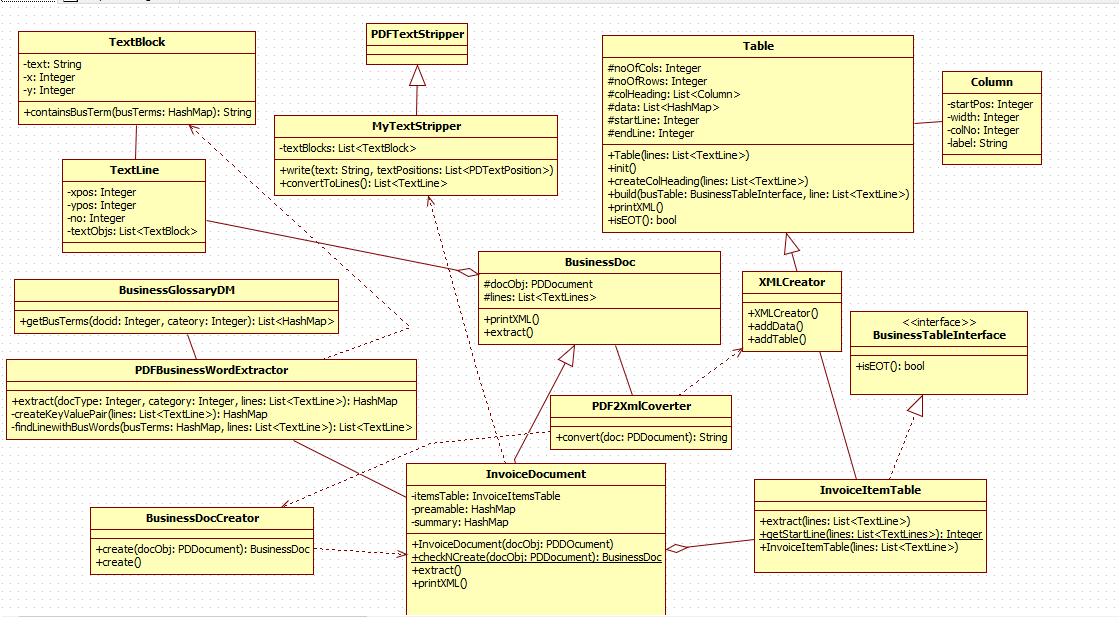 TextBlock
-text: String
-x: Integer
-y: Integer
+containsBusTerm(busTerms: HashMap): String
PDFTextStripper
MyTextStripper
-textBlocks: List<TextBlock>
+write(text: String, textPositions: List<PDTextPosition>)
+convertToLines(): List<TextLine>
Table
#noOfCols: Integer
#noOfRows: Integer
#colHeading: List<Column>
#data: List<HashMap>
#startLine: Integer
#endLine: Integer
+Table(lines: List<TextLine>)
+init()
+createColHeading(lines: List<TextLine>)
+build(busTable: BusinessTableInterface, line: List<TextLine>)
+printXML()
+isEOT(): bool
Column
-startPos: Integer
-width: Integer
-colNo: Integer
-label: String
TextLine
-xpos: Integer
-ypos: Integer
-no: Integer
-textObjs: List<TextBlock>
BusinessDoc
#docObj: PDDocument
#lines: List<TextLines>
+printXML()
+extract()
XMLCreator
+XMLCreator()
+addData()
+addTable()
<<interface>>
BusinessTableInterface
+isEOT(): bool
BusinessGlossaryDM
+getBusTerms(docid: Integer, cateory: Integer): List<HashMap>
PDFBusinessWordExtractor
+extract(docType: Integer, category: Integer, lines: List<TextLine>): HashMap
-createKeyValuePair(lines: List<TextLine>): HashMap
-findLinewithBusWords(busTerms: HashMap, lines: List<TextLine>): List<TextLine>
PDF2XmlCoverter
+convert(doc: PDDocument): String
InvoiceDocument
-itemsTable: InvoiceItemsTable
-preamable: HashMap
-summary: HashMap
+InvoiceDocument(docObj: PDDOcument)
+checkNCreate(docObj: PDDocument): BusinessDoc
+extract()
+printXML()
InvoiceItemTable
+extract(lines: List<TextLine>)
+getStartLine(lines: List<TextLines>): Integer
+InvoiceItemTable(lines: List<TextLine>)
BusinessDocCreator
+create(docObj: PDDocument): BusinessDoc
+create()